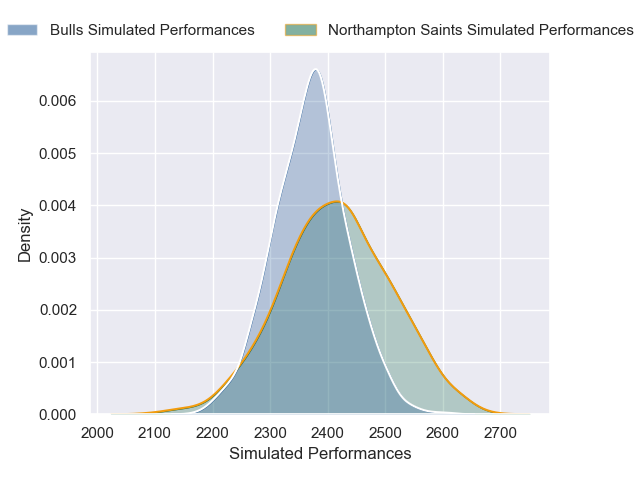 Bulls Simulated Performances
Northampton Saints Simulated Performances
0.006
0.005
0.004
0.003
0.002
0.001
0.000
Density
2000 2100 2200 2300 2400 2500 2600 2700
Simulated Performances